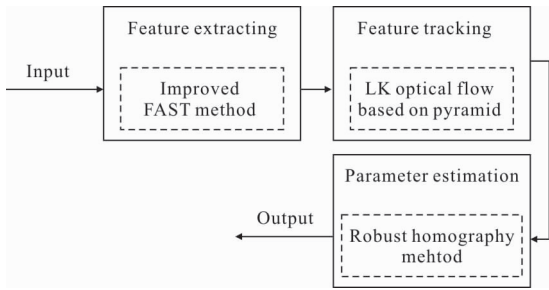 Feature extracting
Feature tracking
Input
Improved
FAST method
LK optical flow
based on pyramid
Parameter estimation
Output
Robust homography
mehtod